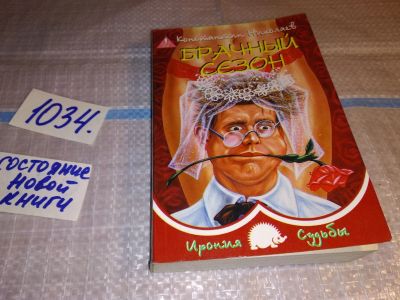 1034.
состояние
новой
книги
Константин Николаев
БРАЧНЫЙ
СЕЗОН
Ирония Судьбы